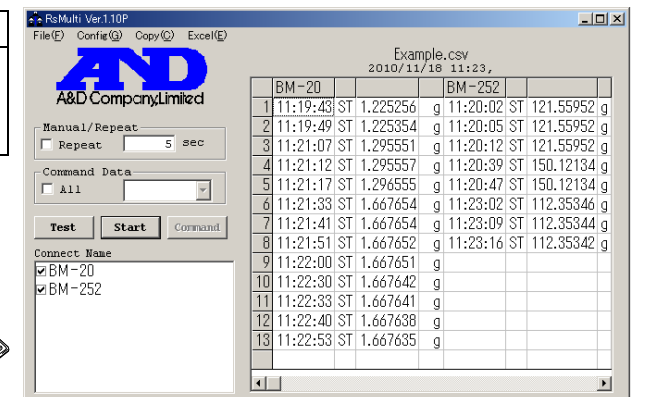 RsMulti Ver.1.10P
File(F) Config(G) Copy(C) Excel(E)
AND
A&D Company,Limited
Manual/Repeat
Repeat 5 sec
Command Data
All
Test Start Command
Connect Name
BM-20
BM-252
Example.csv
2010/11/18 11:23,
BM-20 BM-252
1 11:19:43 ST 1.225256 g 11:20:02 ST 121.55952 g
2 11:19:49 ST 1.225354 g 11:20:05 ST 121.55952 g
3 11:21:07 ST 1.295551 g 11:20:12 ST 121.55952 g
4 11:21:12 ST 1.295557 g 11:20:39 ST 150.12134 g
5 11:21:17 ST 1.296555 g 11:20:47 ST 150.12134 g
6 11:21:33 ST 1.667654 g 11:23:02 ST 112.35346 g
7 11:21:41 ST 1.667654 g 11:23:09 ST 112.35344 g
8 11:21:51 ST 1.667652 g 11:23:16 ST 112.35342 g
9 11:22:00 ST 1.667651 g
10 11:22:30 ST 1.667642 g
11 11:22:33 ST 1.667641 g
12 11:22:40 ST 1.667638 g
13 11:22:53 ST 1.667635 g